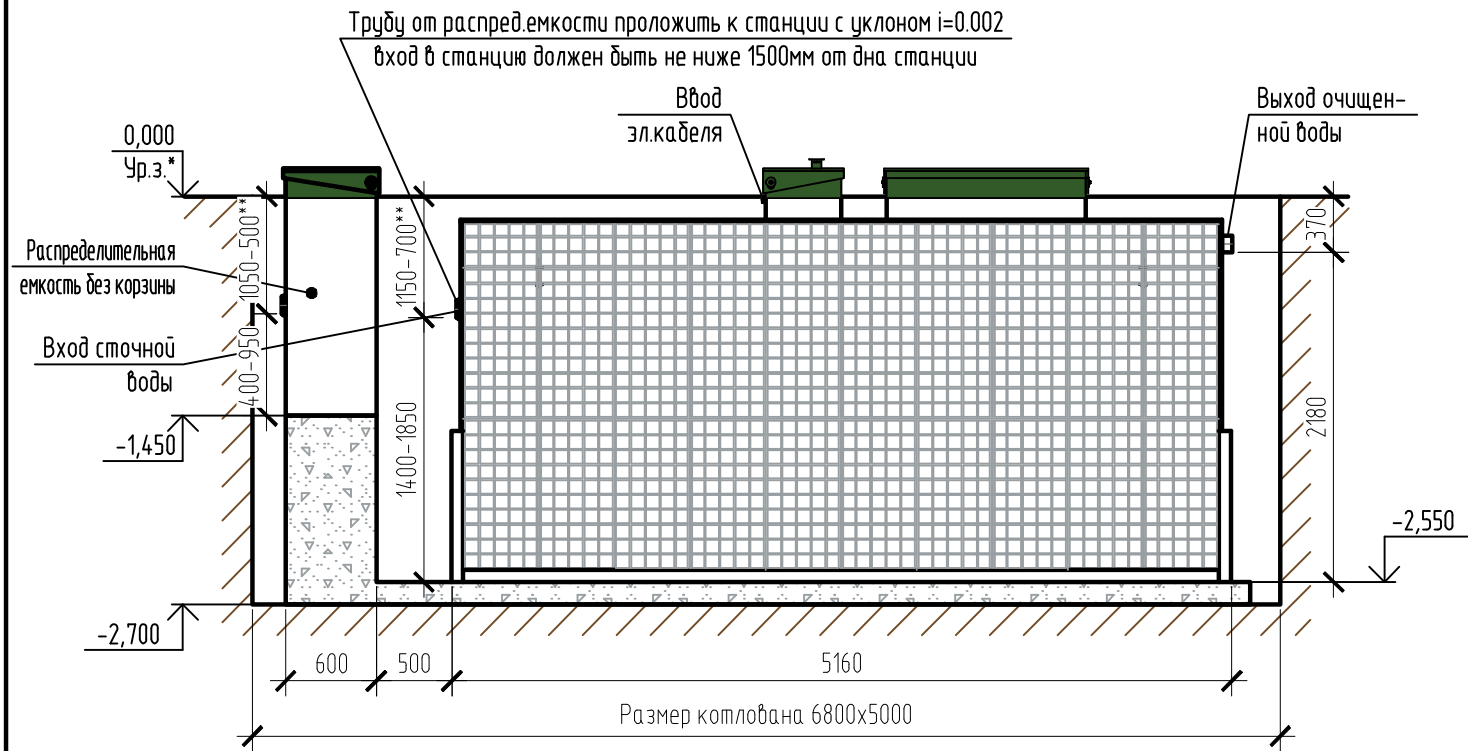 Трубу от распред.емкости проложить к станции с уклоном i=0.002
вход в станцию должен быть не ниже 1500мм от дна станции
Ввод
эл.кабеля
Выход очищен-
ной воды
0,000
Ур.з.*
Распределительная
емкость без корзины
Вход сточной
воды
1050-500**
400-950
1150-700**
1400-1850
370
2180
-1,450
-2,550
-2,700
600
500
5160
Размер котлована 6800х5000